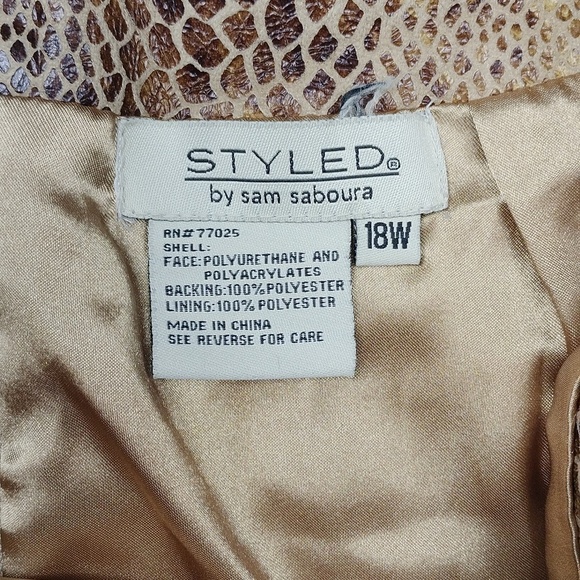 STYLED®
by sam saboura
18W
RN#77025
SHELL:
FACE:POLYURETHANE AND
POLYACRYLATES
BACKING:100%POLYESTER
LINING:100% POLYESTER
MADE IN CHINA
SEE REVERSE FOR CARE